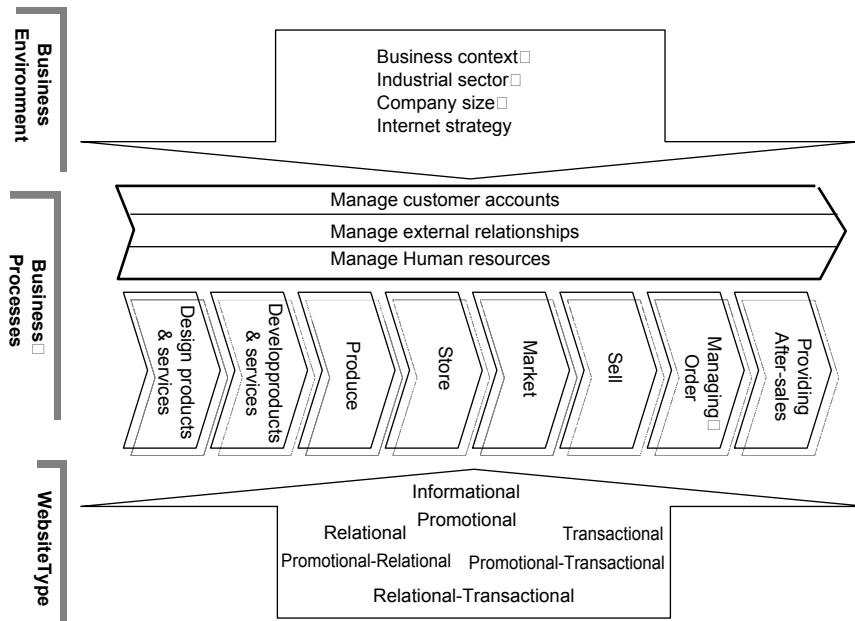 Business
Environment
Business context
Industrial sector
Company size
Internet strategy
Business
Processes
Manage customer accounts
Manage external relationships
Manage Human resources
Design products
& services
Developproducts
& services
Produce
Store
Market
Sell
Managing
Order
Providing
After-sales
WebsiteType
Informational
Promotional
Relational
Transactional
Promotional-Relational
Promotional-Transactional
Relational-Transactional